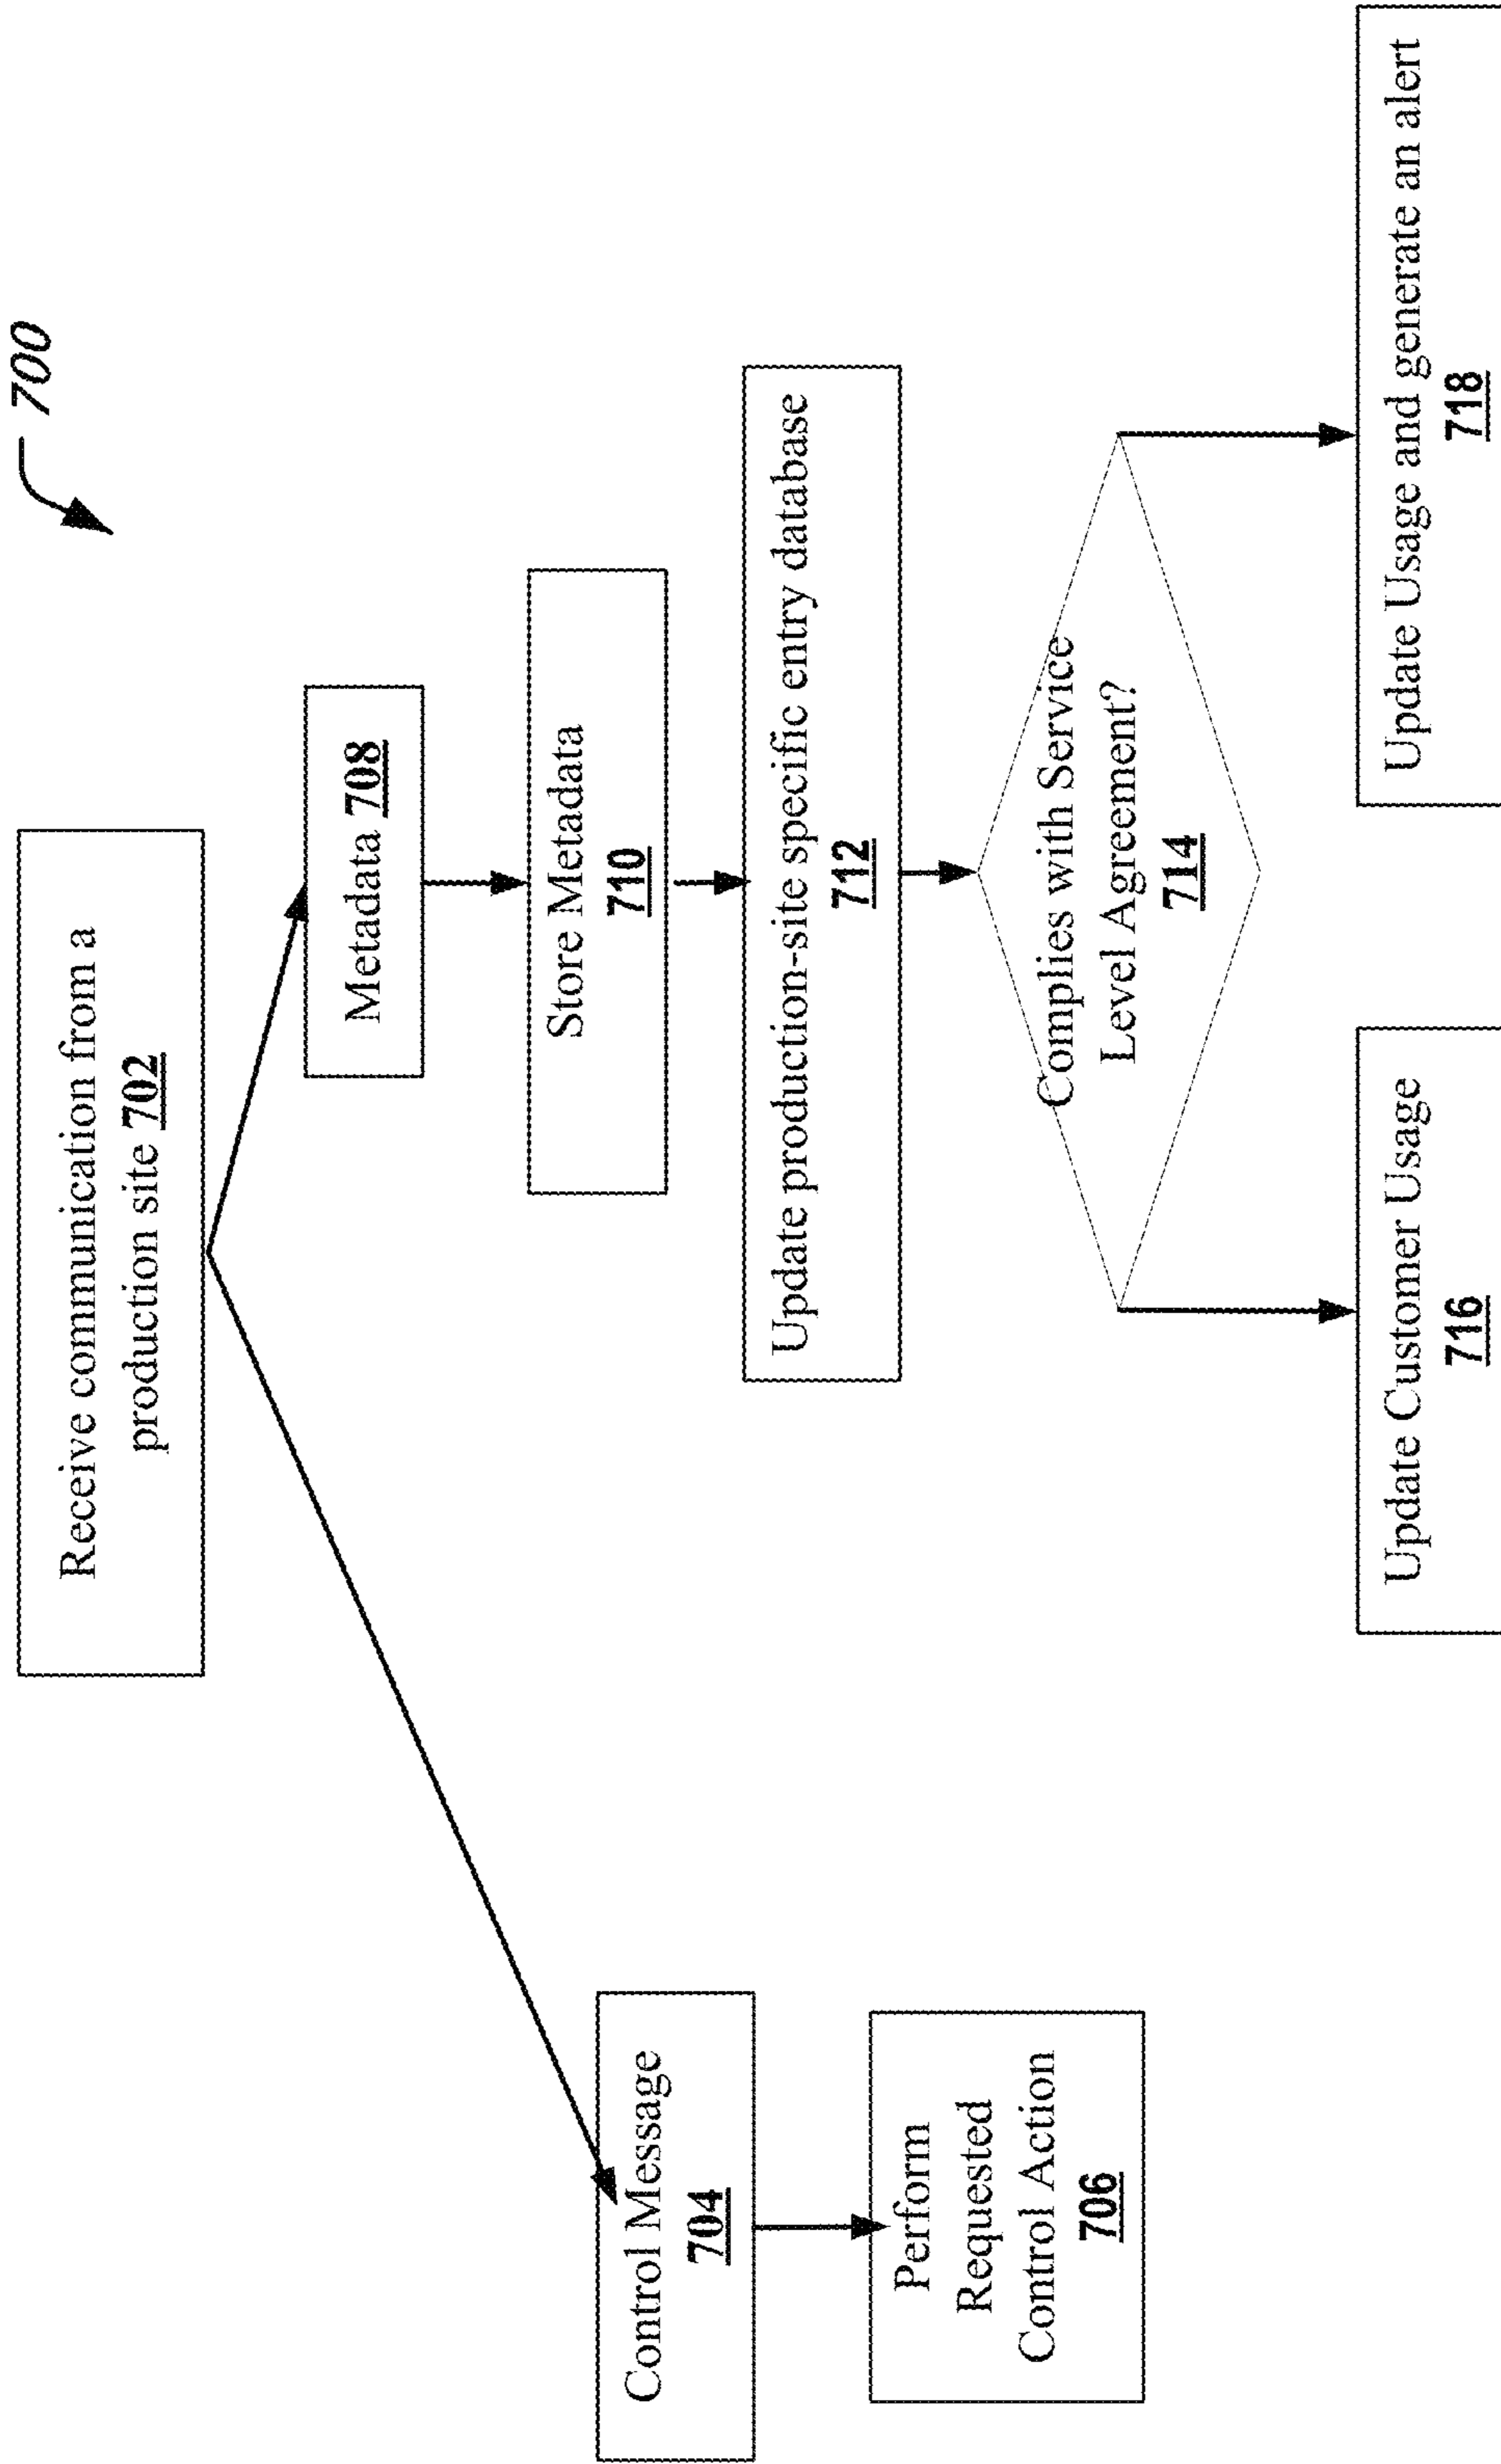 700
Receive communication from a
production site 702
Metadata 708
Store Metadata
710
Update production-site specific entry database
712
Complies with Service
Level Agreement?
714
Update Customer Usage
716
Update Usage and generate an alert
718
Control Message
704
Perform
Requested
Control Action
706